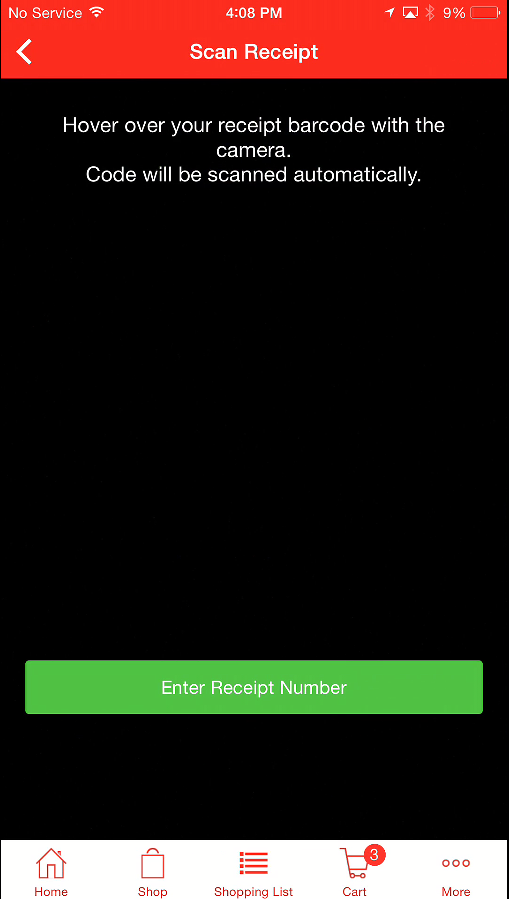 No Service 4:08 PM 9%
Scan Receipt
Hover over your receipt barcode with the
camera.
Code will be scanned automatically.
Enter Receipt Number
3
Home Shop Shopping List Cart More